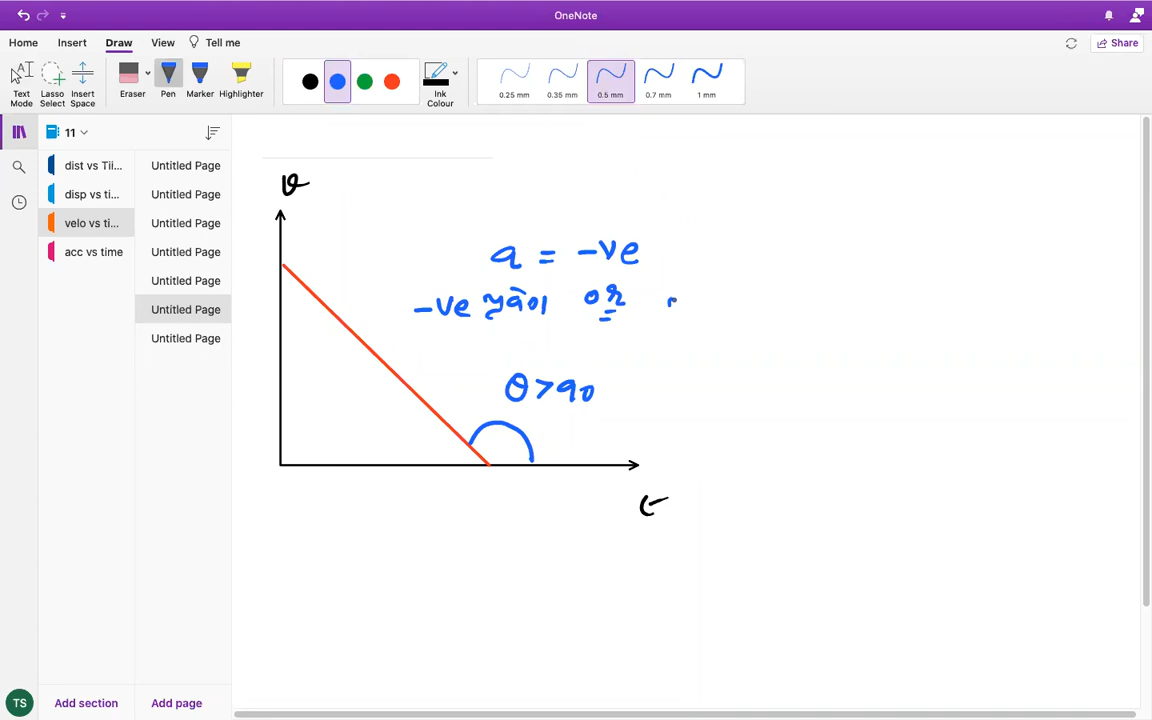 OneNote
Home Insert Draw View Tell me
Share
Text Mode
Lasso Select
Insert Space
Eraser
Pen
Marker
Highlighter
Ink Colour
0.25 mm
0.35 mm
0.5 mm
0.7 mm
1 mm
11
dist vs Tii...
disp vs ti...
velo vs ti...
acc vs time
Untitled Page
Untitled Page
Untitled Page
Untitled Page
Untitled Page
Untitled Page
Untitled Page
v
a = -ve
-ve or
θ > 90
t
TS
Add section
Add page